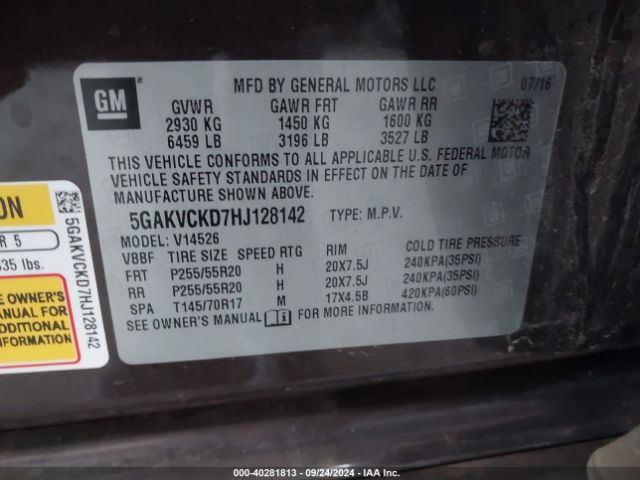 GM
MFD BY GENERAL MOTORS LLC
07/16
GVWR GAWR FRT GAWR RR
2930 KG 1450 KG 1600 KG
6459 LB 3196 LB 3527 LB
THIS VEHICLE CONFORMS TO ALL APPLICABLE U.S. FEDERAL MOTOR
VEHICLE SAFETY STANDARDS IN EFFECT ON THE DATE OF
MANUFACTURE SHOWN ABOVE.
5GAKVCKD7HJ128142 TYPE: M.P.V.
MODEL: V14526
VBBF TIRE SIZE SPEED RTG RIM COLD TIRE PRESSURE
FRT P255/55R20 H 20X7.5J 240KPA(35PSI)
RR P255/55R20 H 20X7.5J 240KPA(35PSI)
SPA T145/70R17 M 17X4.5B 420KPA(60PSI)
SEE OWNER'S MANUAL i FOR MORE INFORMATION.
ON
R 5
35 lbs.
E OWNER'S
ANUAL FOR
ADDITIONAL
FORMATION
5GAKVCKD7HJ128142
000-40281813 - 09/24/2024 - IAA Inc.